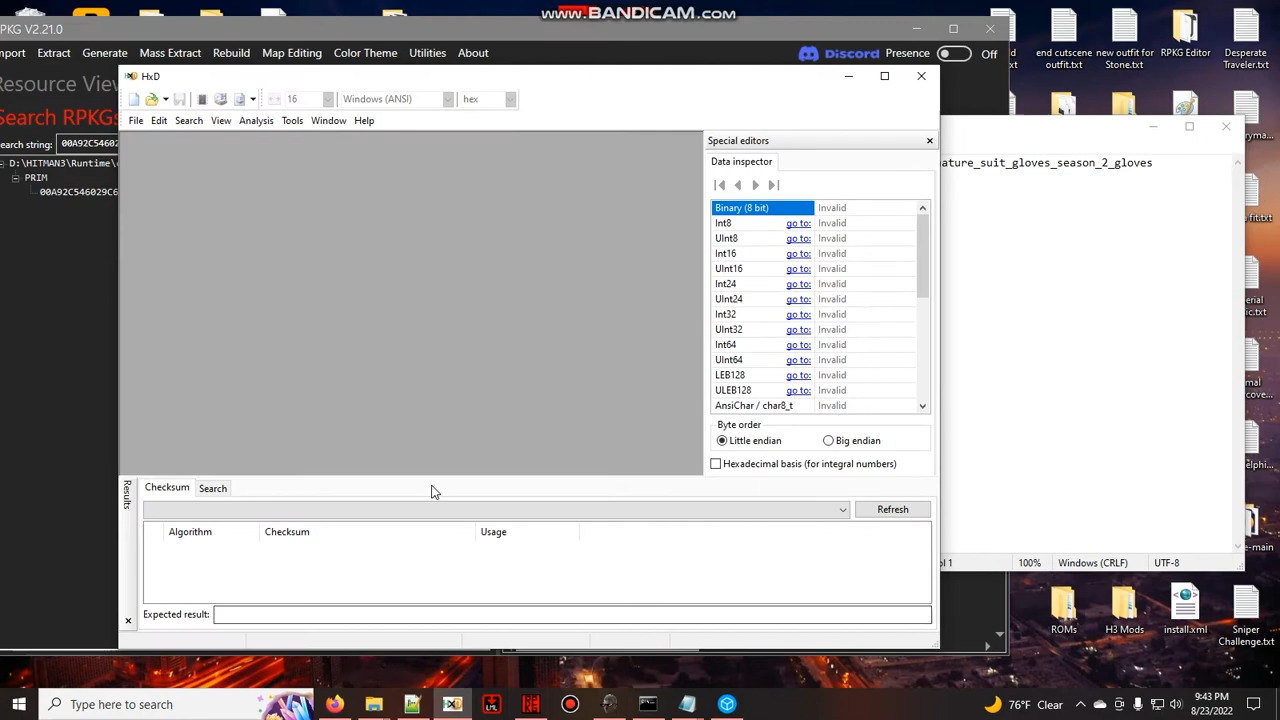 www.BANDICAM.com
RPKG V2.21.0
Import Extract Generate Mass Extract Rebuild Map Editor Color Theme Utilities About
Discord Presence Off
Resource View
Search RPKGs
Search string: 00A92C54602
D:\HITMAN3\Runtime\
PRIM
00A92C546029C6
HxD
16 Windows (ANSI) hex
File Edit Search View Analysis Tools Window Help
Special editors
Data inspector
Binary (8 bit) Invalid
Int8 go to: Invalid
UInt8 go to: Invalid
Int16 go to: Invalid
UInt16 go to: Invalid
Int24 go to: Invalid
UInt24 go to: Invalid
Int32 go to: Invalid
UInt32 go to: Invalid
Int64 go to: Invalid
UInt64 go to: Invalid
LEB128 go to: Invalid
ULEB128 go to: Invalid
AnsiChar / char8_t Invalid
Byte order
Little endian Big endian
Hexadecimal basis (for integral numbers)
Results
Checksum Search
Refresh
Algorithm Checksum Usage
Expected result:
ature_suit_gloves_season_2_gloves
ol 1 100% Windows (CRLF) UTF-8
end cutscene
outfit.txt
new outfit for
Stone.txt
RPKG Editor
Desperate
Traveler.txt
ROMs
H3 Mods
install.xml
Sniper
Challenge.txt
Type here to search
76°F Clear
9:43 PM
8/23/2022